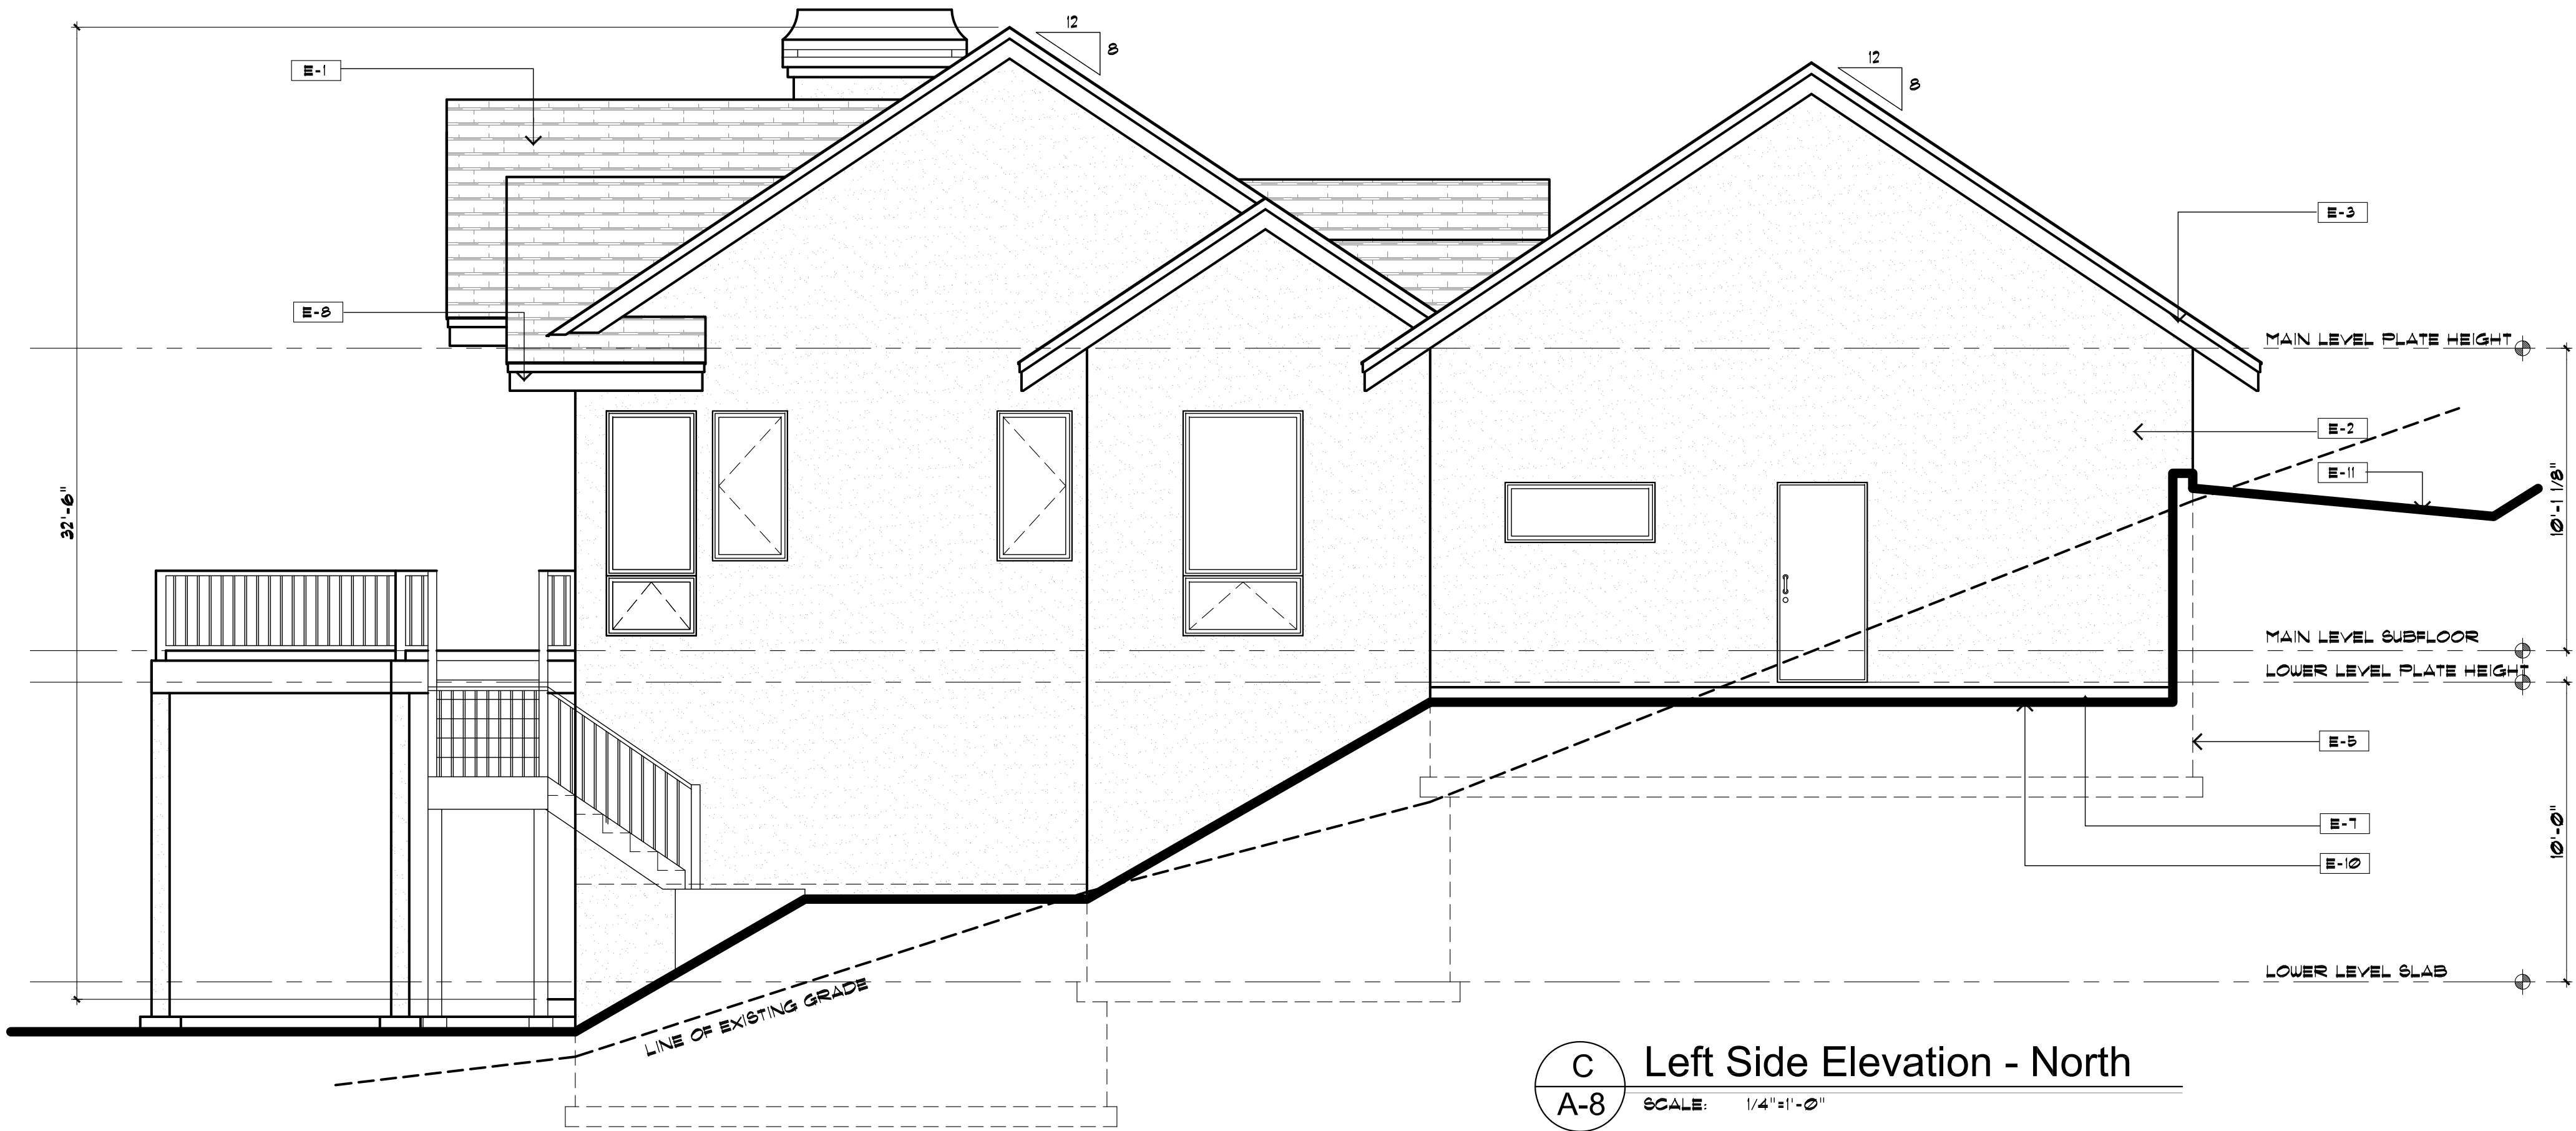 12
8
12
8
E-1
E-3
E-8
MAIN LEVEL PLATE HEIGHT
E-2
E-11
10'-1 1/8"
32'-6"
MAIN LEVEL SUBFLOOR
LOWER LEVEL PLATE HEIGHT
E-5
E-7
10'-0"
E-10
LOWER LEVEL SLAB
LINE OF EXISTING GRADE
C
A-8
Left Side Elevation - North
SCALE: 1/4"=1'-0"